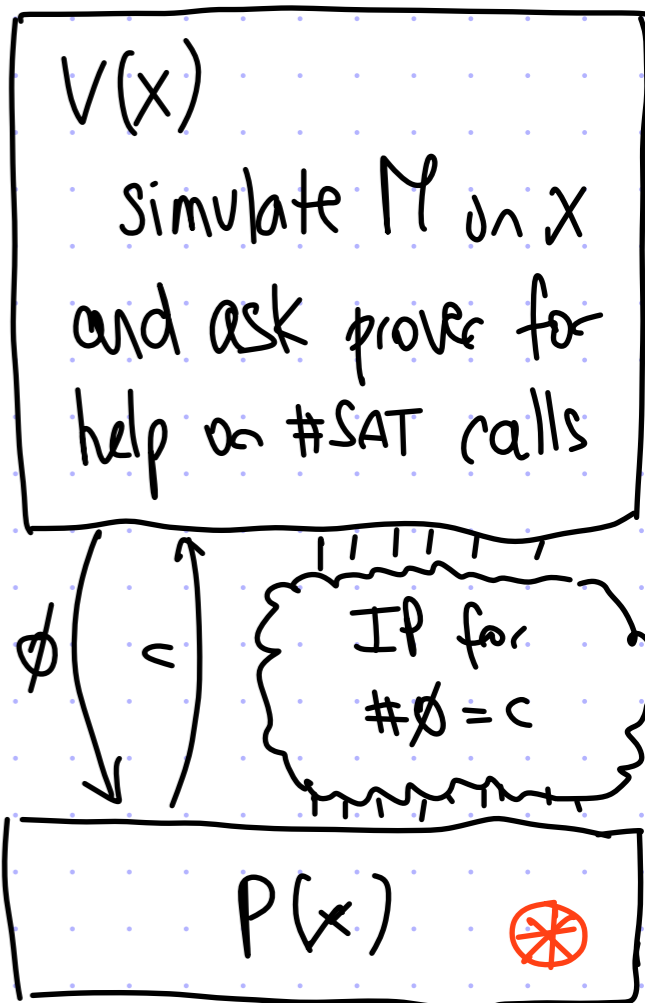 V(x)
simulate M on x
and ask prover for
help on #SAT calls
ϕ
c
IP for
#ϕ = c
P(x)